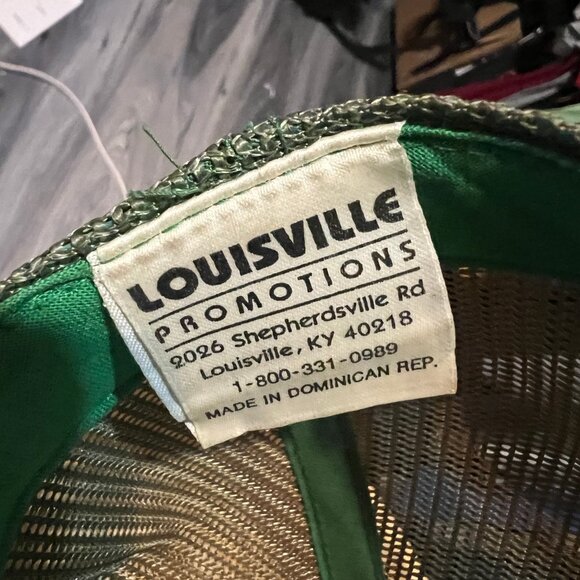 LOUISVILLE
PROMOTIONS
2026 Shepherdsville Rd
Louisville, KY 40218
1-800-331-0989
MADE IN DOMINICAN REP.